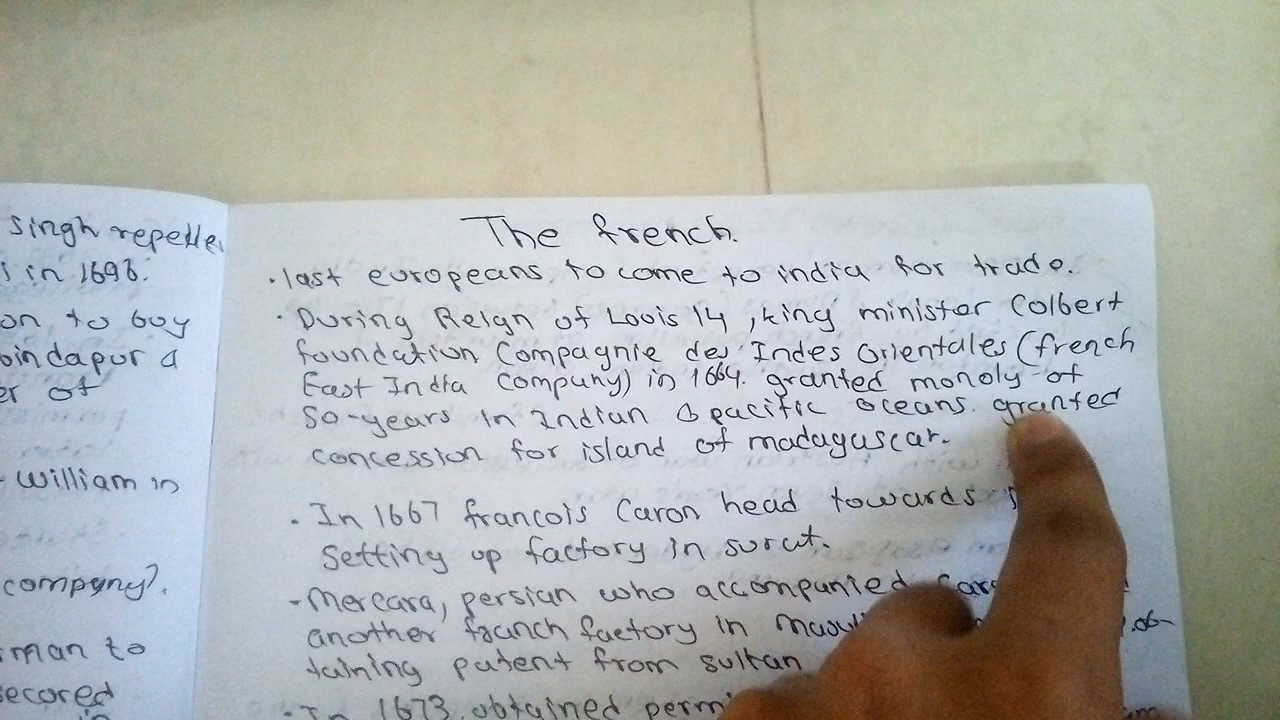 singh repelle
in 1696.
on to buy
oindapur a
er of
William in
company?.
man to
secored
in
The french.
· last europeans to come to india for trade.
· During Reign of Louis 14, king minister Colbert
foundation Compagnie des Indes Orientales (french
East India Company) in 1664. granted monoly of
50-years in Indian & pacific oceans. granted
concession for island of madagascar.
· In 1667 francois Caron head towards
setting up factory in surat.
- Mercara, persian who accompanied
another franch factory in
taining patent from sultan
· In 1673 obtained